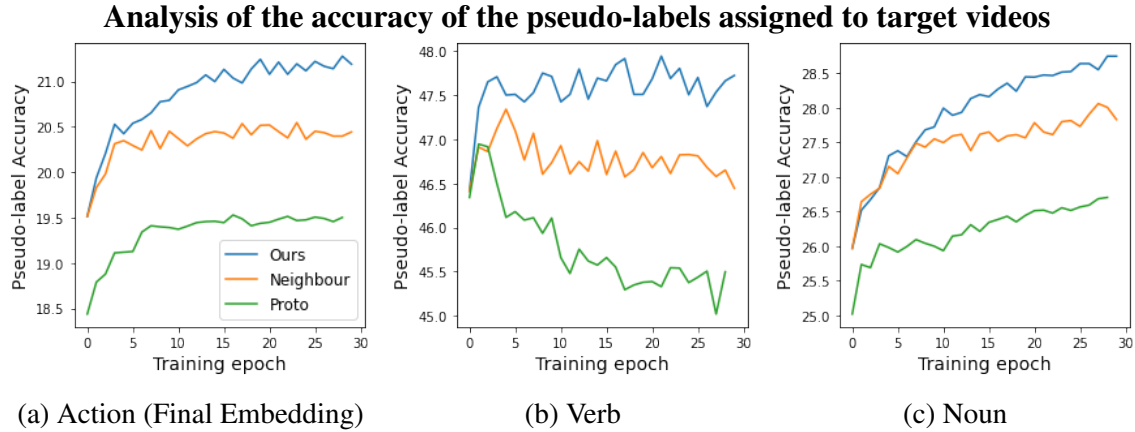 Analysis of the accuracy of the pseudo-labels assigned to target videos
Pseudo-label Accuracy
21.0
20.5
20.0
19.5
19.0
18.5
0 5 10 15 20 25 30
Training epoch
Ours
Neighbour
Proto
(a) Action (Final Embedding)
Pseudo-label Accuracy
48.0
47.5
47.0
46.5
46.0
45.5
45.0
0 5 10 15 20 25 30
Training epoch
(b) Verb
Pseudo-label Accuracy
28.5
28.0
27.5
27.0
26.5
26.0
25.5
25.0
0 5 10 15 20 25 30
Training epoch
(c) Noun